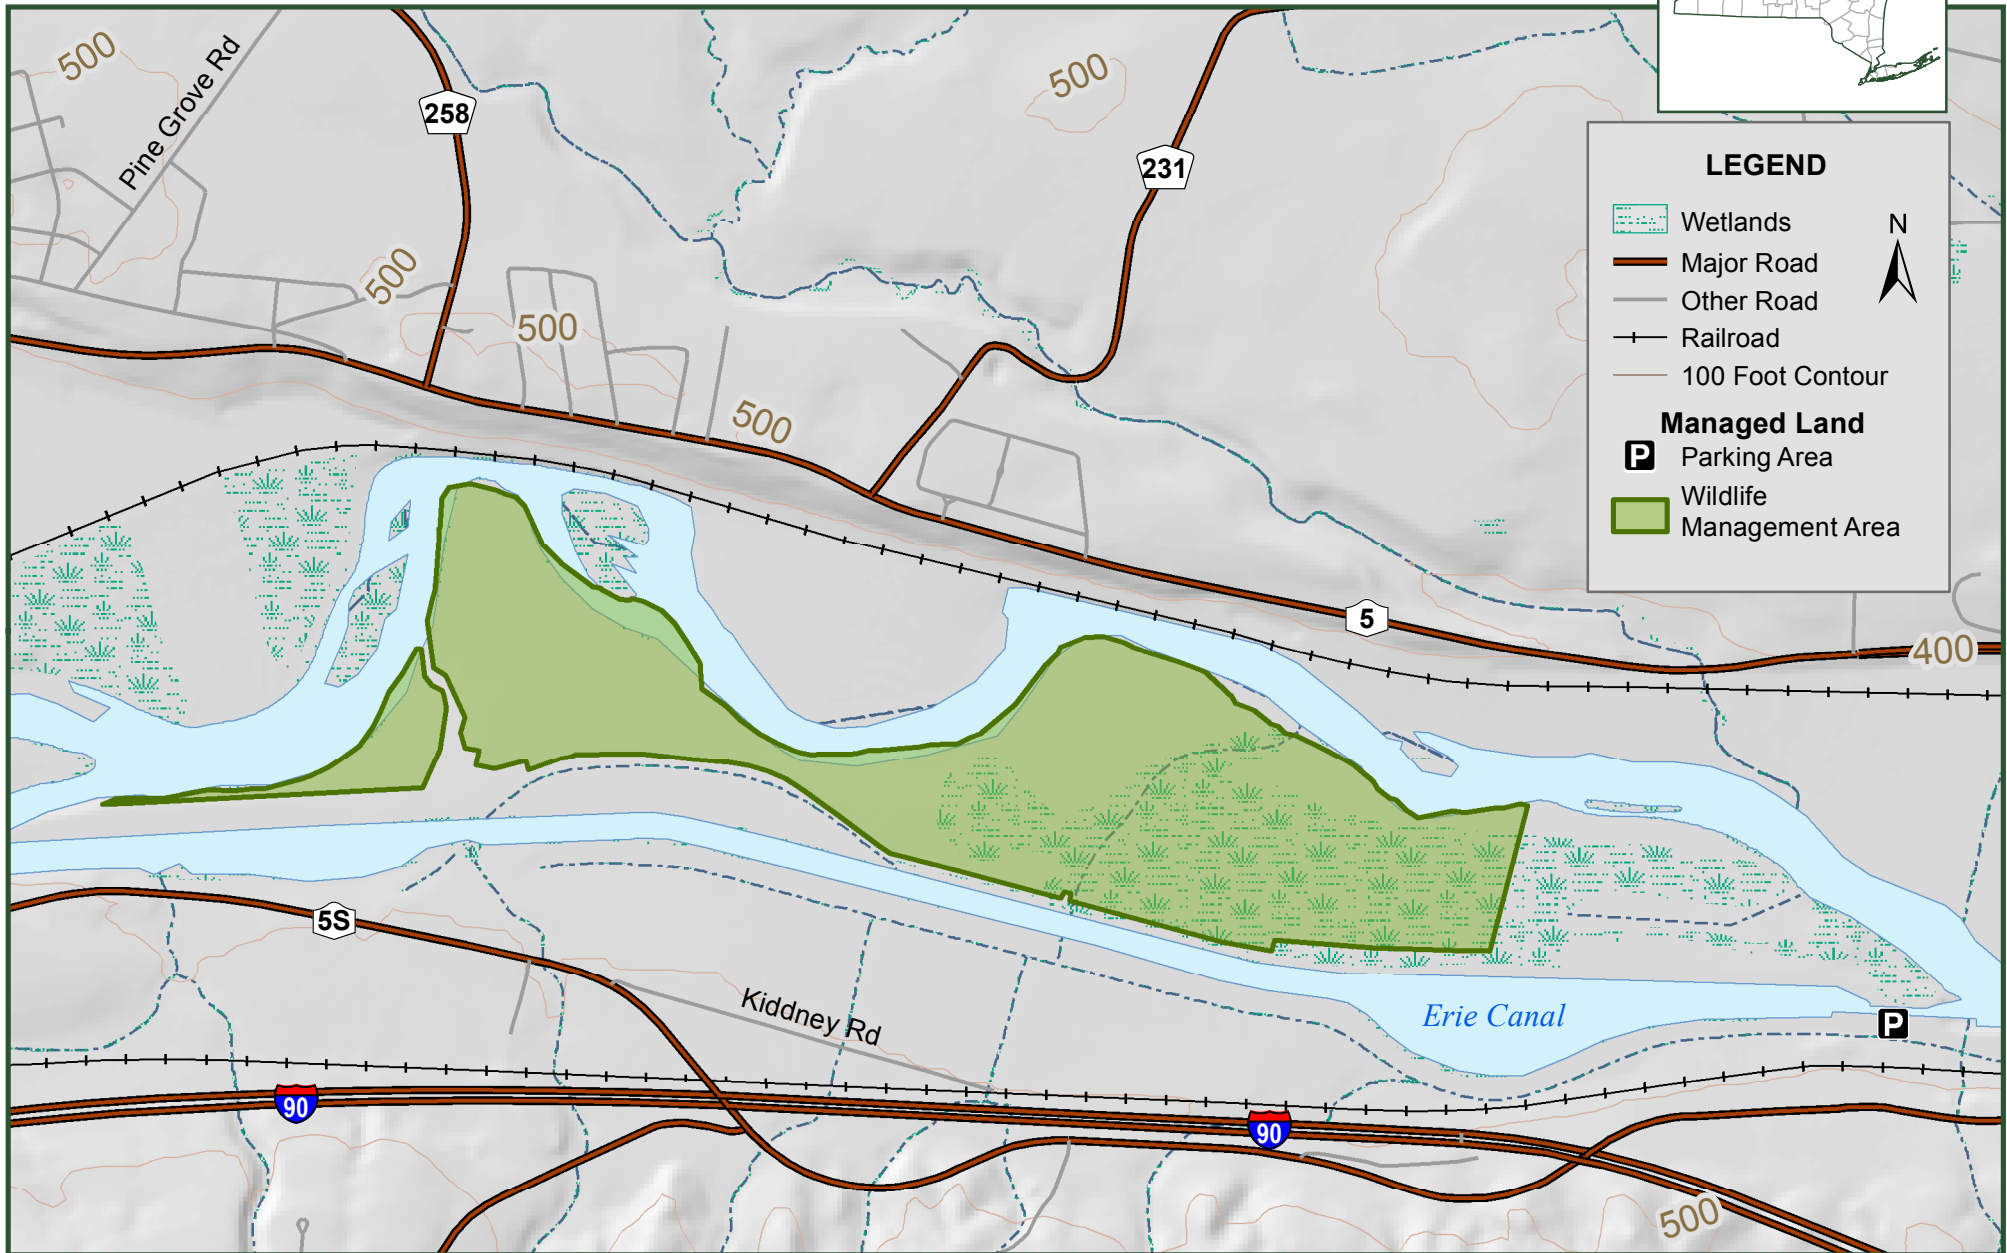 500
Pine Grove Rd
258
500
231
500
500
500
5
400
5S
Kiddney Rd
Erie Canal
P
90
90
500
LEGEND
Wetlands
N
Major Road
Other Road
Railroad
100 Foot Contour
Managed Land
P Parking Area
Wildlife
Management Area